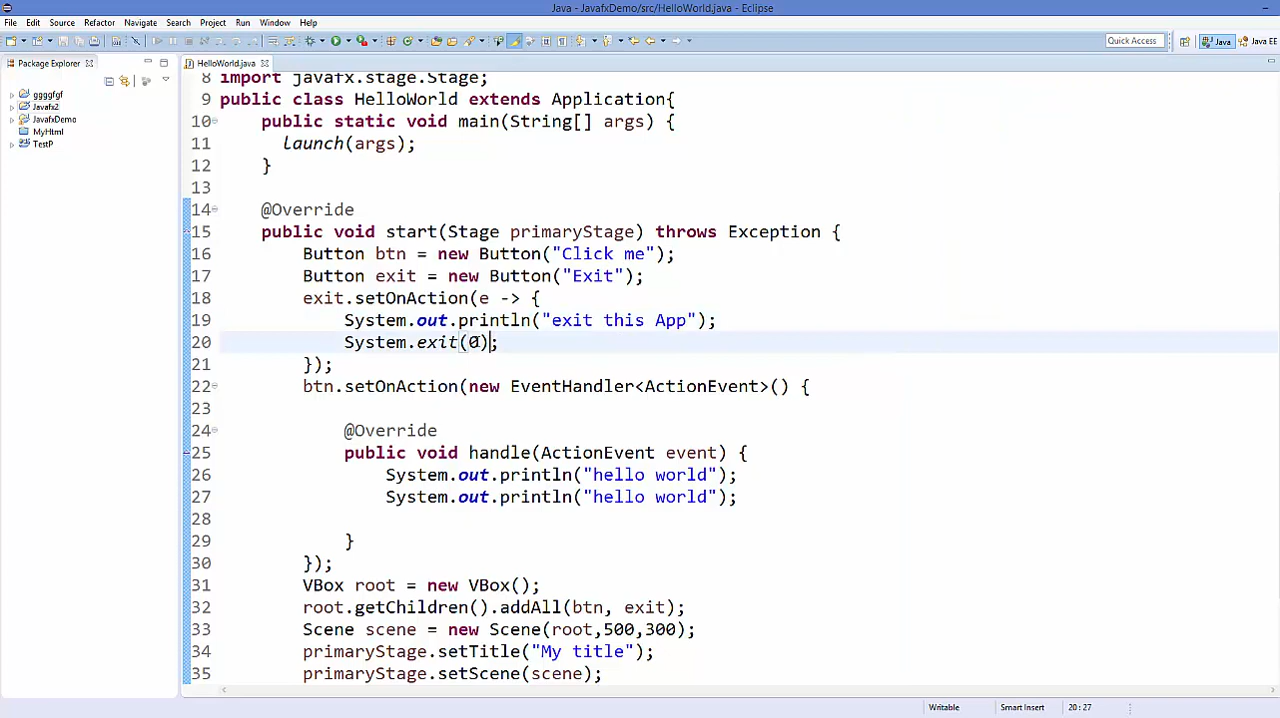 Java - JavafxDemo/src/HelloWorld.java - Eclipse
File Edit Source Refactor Navigate Search Project Run Window Help
Quick Access Java Java EE
Package Explorer
HelloWorld.java
ggggfgf
Javafx2
JavafxDemo
MyHtml
TestP
8 import javafx.stage.Stage;
9 public class HelloWorld extends Application{
10 public static void main(String[] args) {
11 launch(args);
12 }
13
14 @Override
15 public void start(Stage primaryStage) throws Exception {
16 Button btn = new Button("Click me");
17 Button exit = new Button("Exit");
18 exit.setOnAction(e -> {
19 System.out.println("exit this App");
20 System.exit(0);
21 });
22 btn.setOnAction(new EventHandler<ActionEvent>() {
23
24 @Override
25 public void handle(ActionEvent event) {
26 System.out.println("hello world");
27 System.out.println("hello world");
28
29 }
30 });
31 VBox root = new VBox();
32 root.getChildren().addAll(btn, exit);
33 Scene scene = new Scene(root,500,300);
34 primaryStage.setTitle("My title");
35 primaryStage.setScene(scene);
Writable Smart Insert 20:27